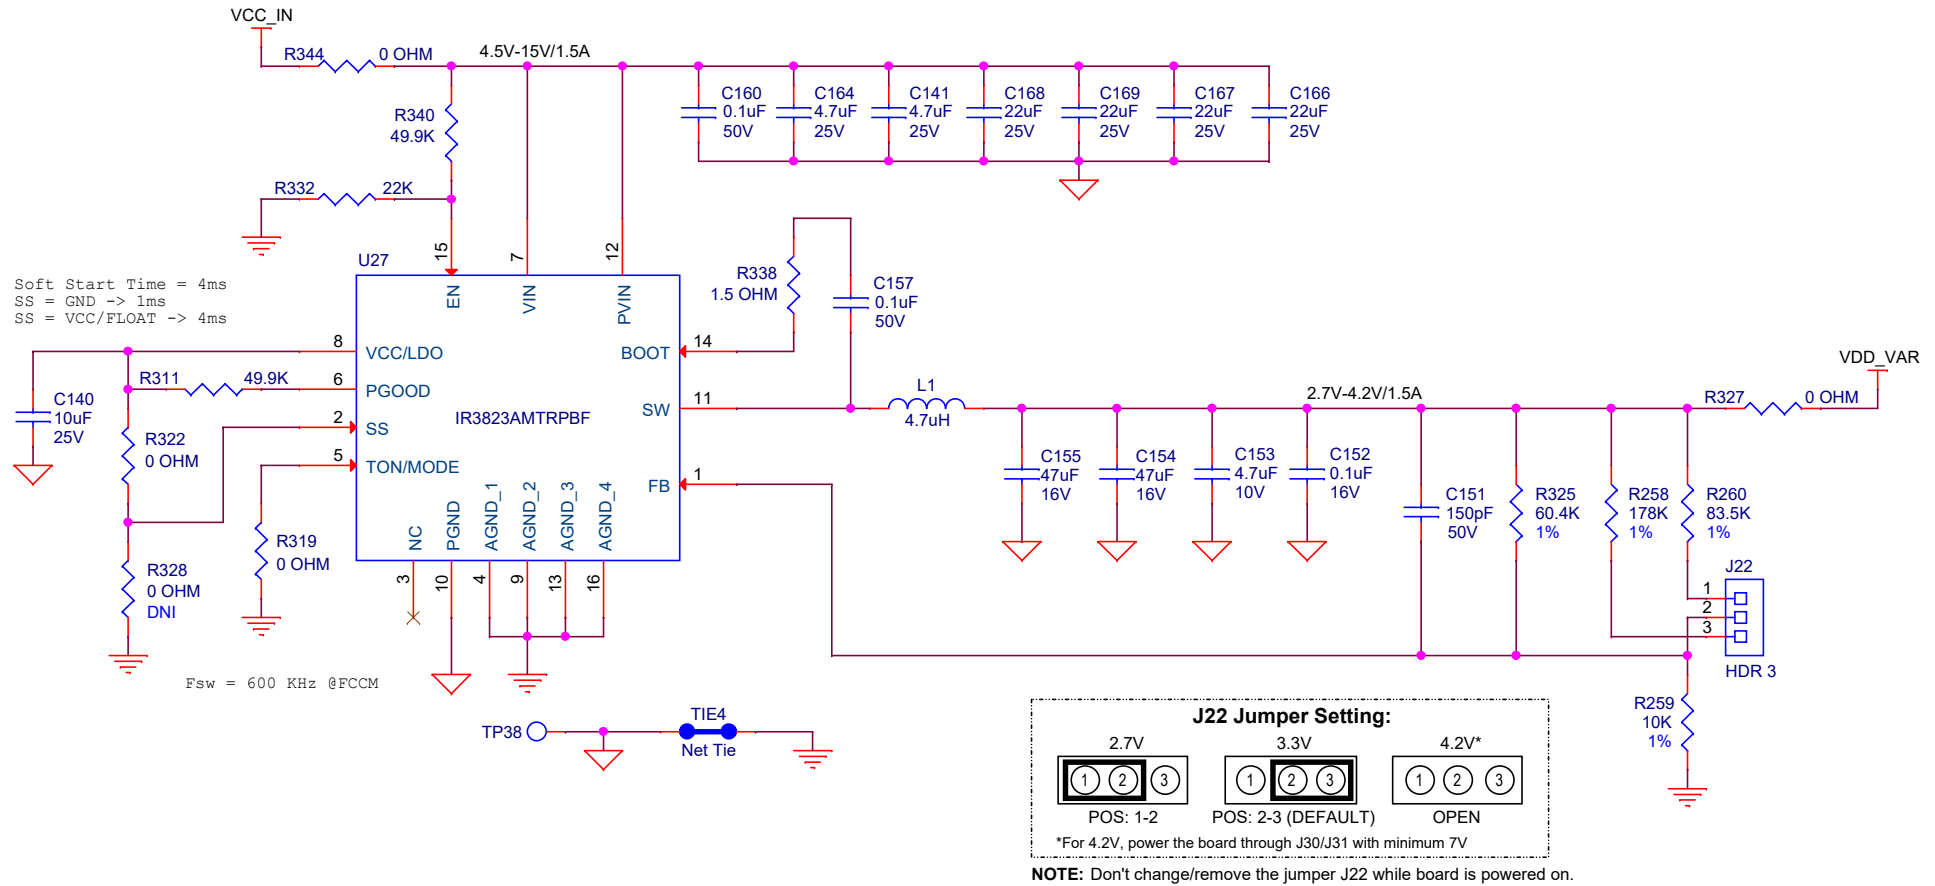 VCC_IN
R344
0 OHM
4.5V-15V/1.5A
R340
49.9K
C160
0.1uF
50V
C164
4.7uF
25V
C141
4.7uF
25V
C168
22uF
25V
C169
22uF
25V
C167
22uF
25V
C166
22uF
25V
R332
22K
15
7
12
U27
EN
VIN
PVIN
Soft Start Time = 4ms
SS = GND -> 1ms
SS = VCC/FLOAT -> 4ms
R338
1.5 OHM
C157
0.1uF
50V
8
VCC/LDO
BOOT
14
R311
49.9K
6
PGOOD
C140
10uF
25V
2
SS
IR3823AMTRPBF
SW
11
L1
4.7uH
2.7V-4.2V/1.5A
R327
0 OHM
VDD_VAR
R322
0 OHM
5
TON/MODE
FB
1
C155
47uF
16V
C154
47uF
16V
C153
4.7uF
10V
C152
0.1uF
16V
C151
150pF
50V
R325
60.4K
1%
R258
178K
1%
R260
83.5K
1%
R319
0 OHM
NC
PGND
AGND_1
AGND_2
AGND_3
AGND_4
3
10
4
9
13
16
R328
0 OHM
DNI
J22
1
2
3
HDR 3
Fsw = 600 KHz @FCCM
R259
10K
1%
TP38
TIE4
Net Tie
J22 Jumper Setting:
2.7V
3.3V
4.2V*
1 2 3
1 2 3
1 2 3
POS: 1-2
POS: 2-3 (DEFAULT)
OPEN
*For 4.2V, power the board through J30/J31 with minimum 7V
NOTE: Don't change/remove the jumper J22 while board is powered on.